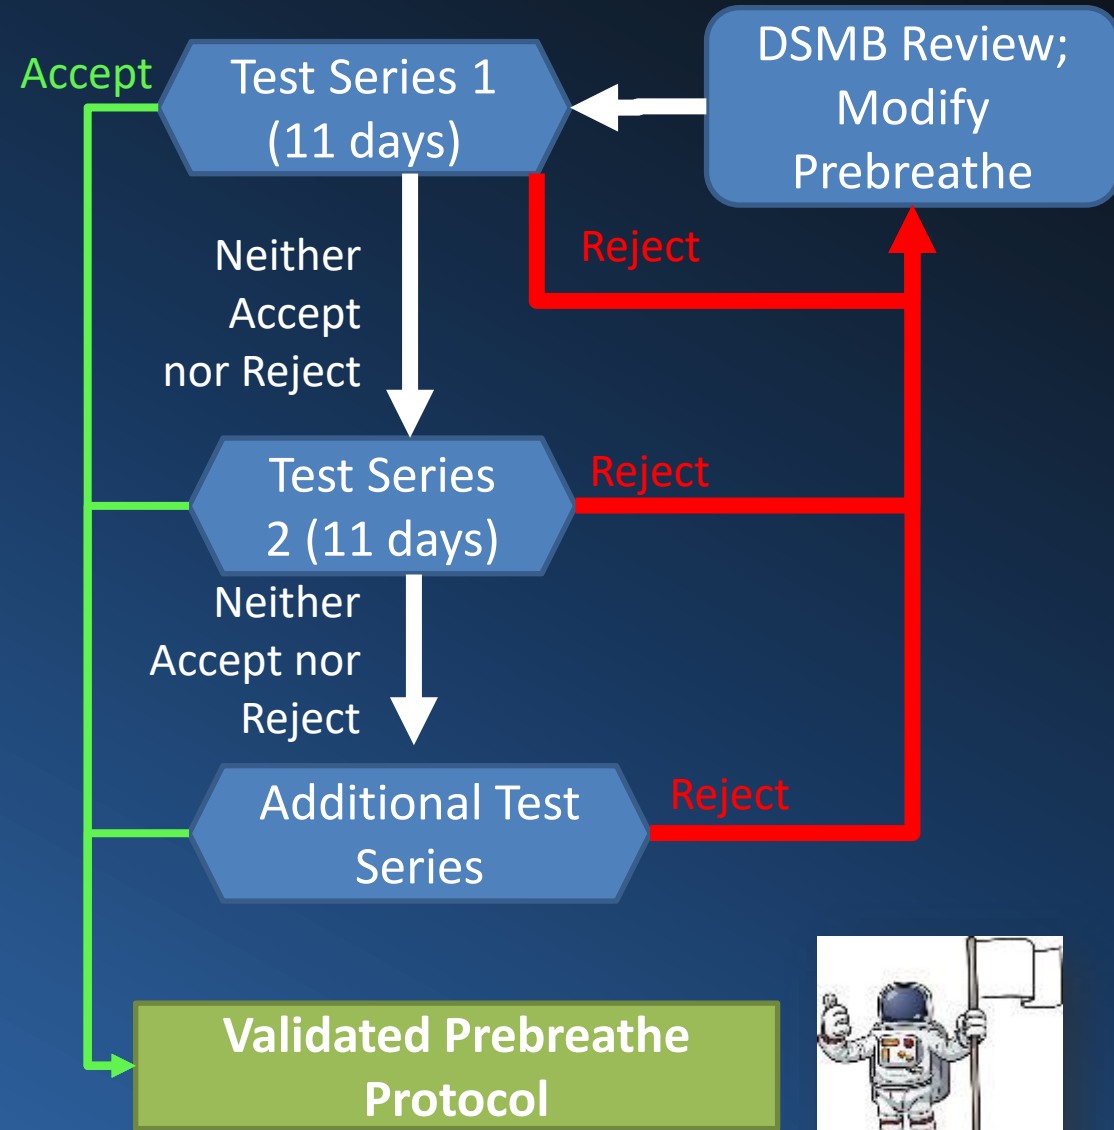 Accept
Test Series 1
(11 days)
DSMB Review;
Modify
Prebreathe
Neither
Accept
nor Reject
Reject
Test Series
2 (11 days)
Reject
Neither
Accept nor
Reject
Additional Test
Series
Reject
Validated Prebreathe
Protocol